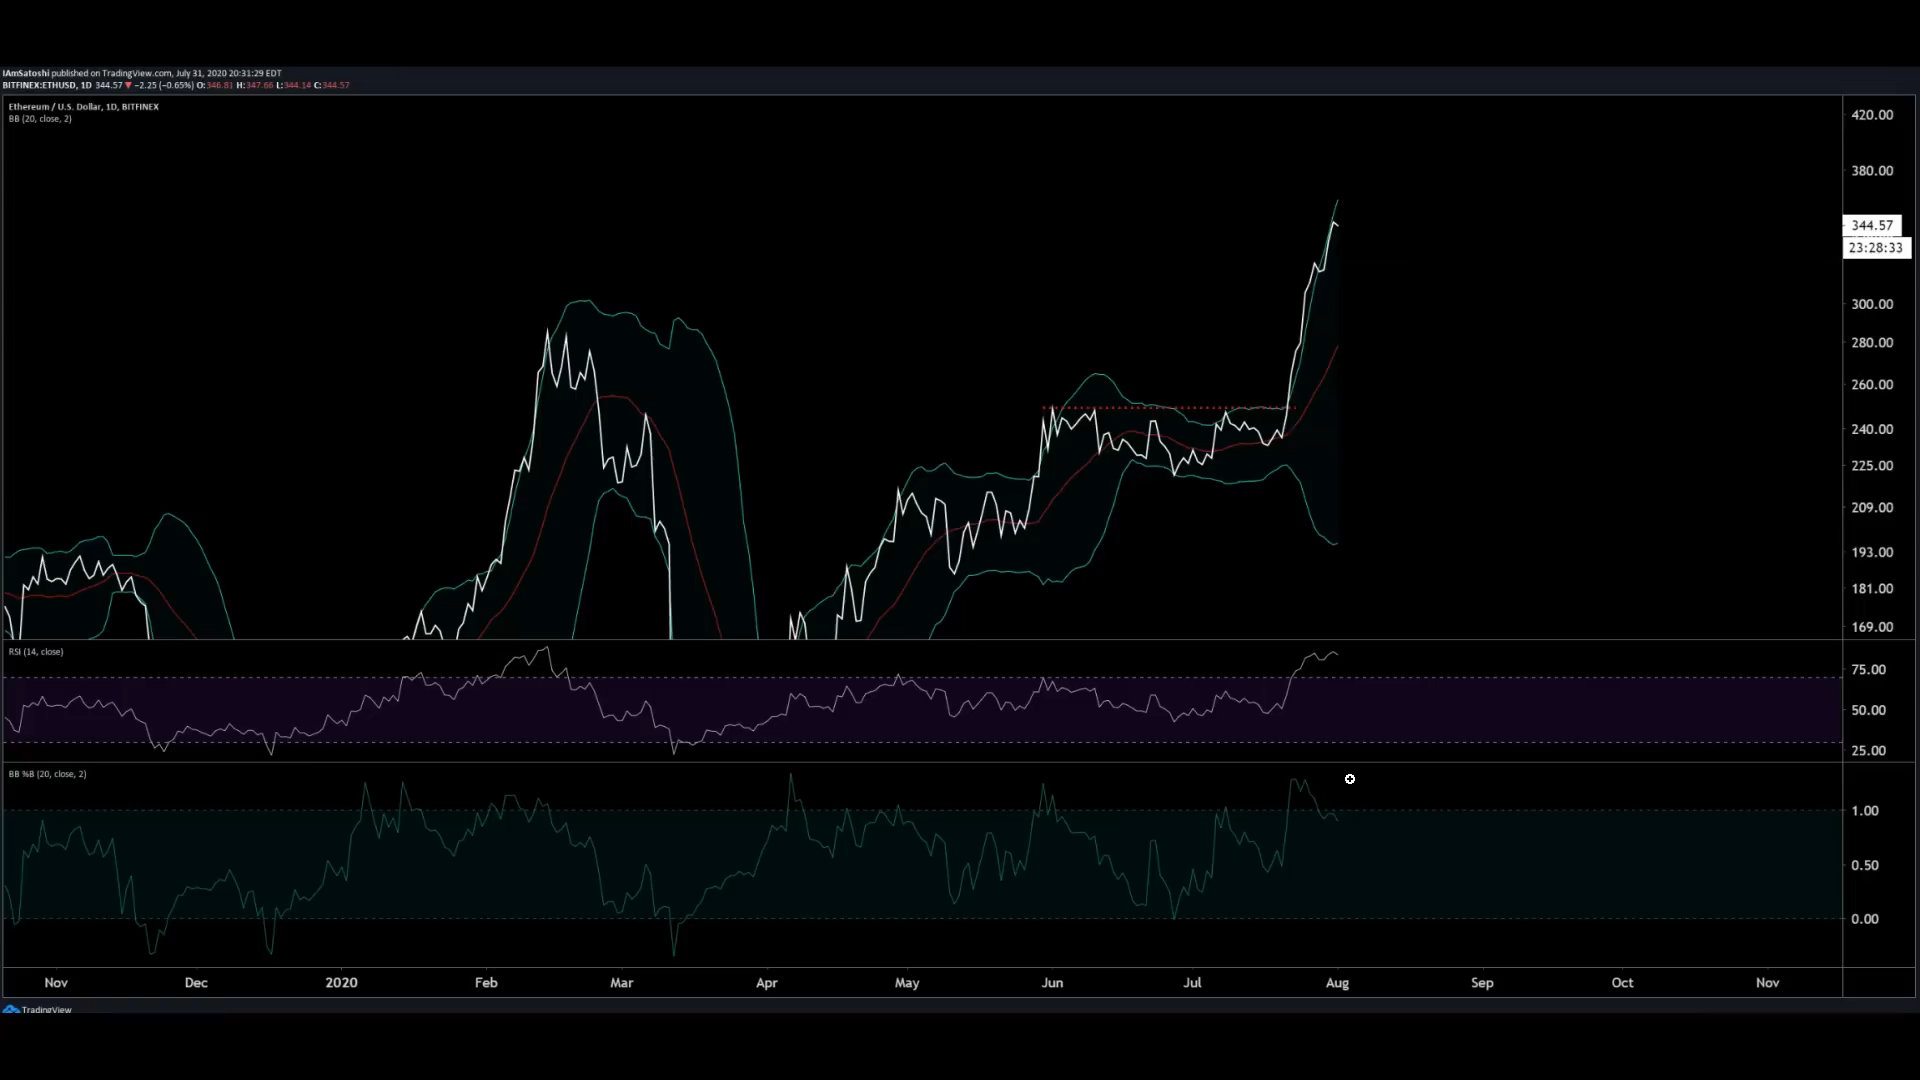 IAmSatoshi published on TradingView.com, July 31, 2020 20:31:29 EDT
BITFINEX:ETHUSD, 1D 344.57 ▼ −2.25 (−0.65%) O:346.81 H:347.66 L:344.14 C:344.57
Ethereum / U.S. Dollar, 1D, BITFINEX
BB (20, close, 2)
420.00
380.00
344.57
23:28:33
300.00
280.00
260.00
240.00
225.00
209.00
193.00
181.00
169.00
RSI (14, close)
75.00
50.00
25.00
BB %B (20, close, 2)
1.00
0.50
0.00
Nov Dec 2020 Feb Mar Apr May Jun Jul Aug Sep Oct Nov
TradingView